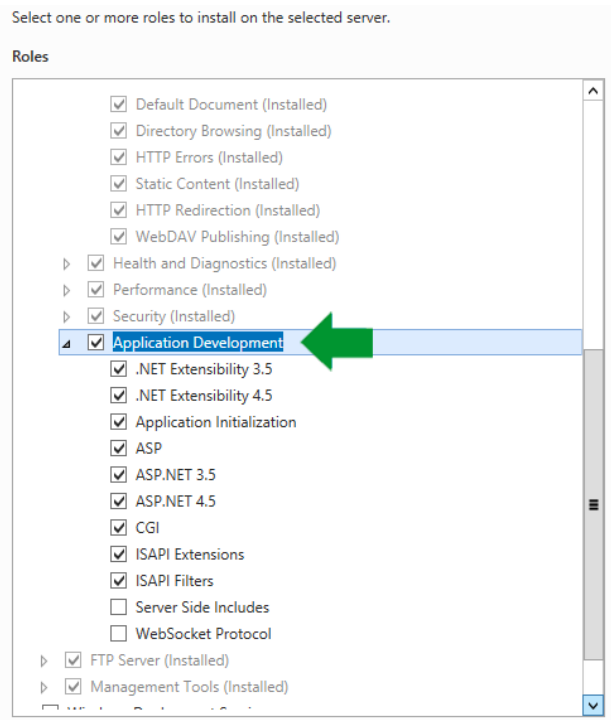 Select one or more roles to install on the selected server.
Roles
Default Document (Installed)
Directory Browsing (Installed)
HTTP Errors (Installed)
Static Content (Installed)
HTTP Redirection (Installed)
WebDAV Publishing (Installed)
Health and Diagnostics (Installed)
Performance (Installed)
Security (Installed)
Application Development
.NET Extensibility 3.5
.NET Extensibility 4.5
Application Initialization
ASP
ASP.NET 3.5
ASP.NET 4.5
CGI
ISAPI Extensions
ISAPI Filters
Server Side Includes
WebSocket Protocol
FTP Server (Installed)
Management Tools (Installed)